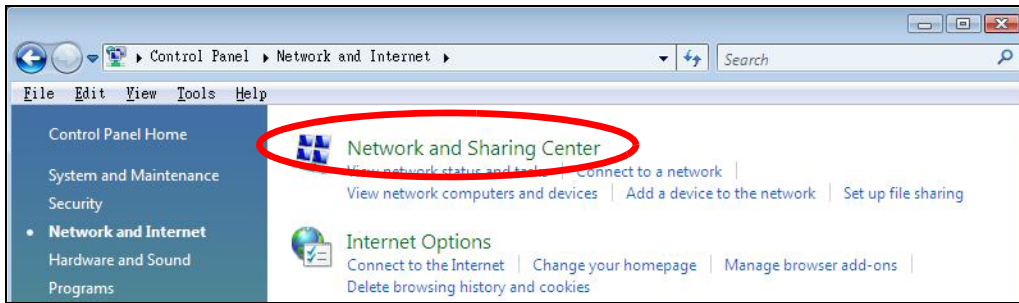 Control Panel Network and Internet Search
File Edit View Tools Help
Control Panel Home
System and Maintenance
Security
• Network and Internet
Hardware and Sound
Programs
Network and Sharing Center
View network status and tasks | Connect to a network |
View network computers and devices | Add a device to the network | Set up file sharing
Internet Options
Connect to the Internet | Change your homepage | Manage browser add-ons |
Delete browsing history and cookies